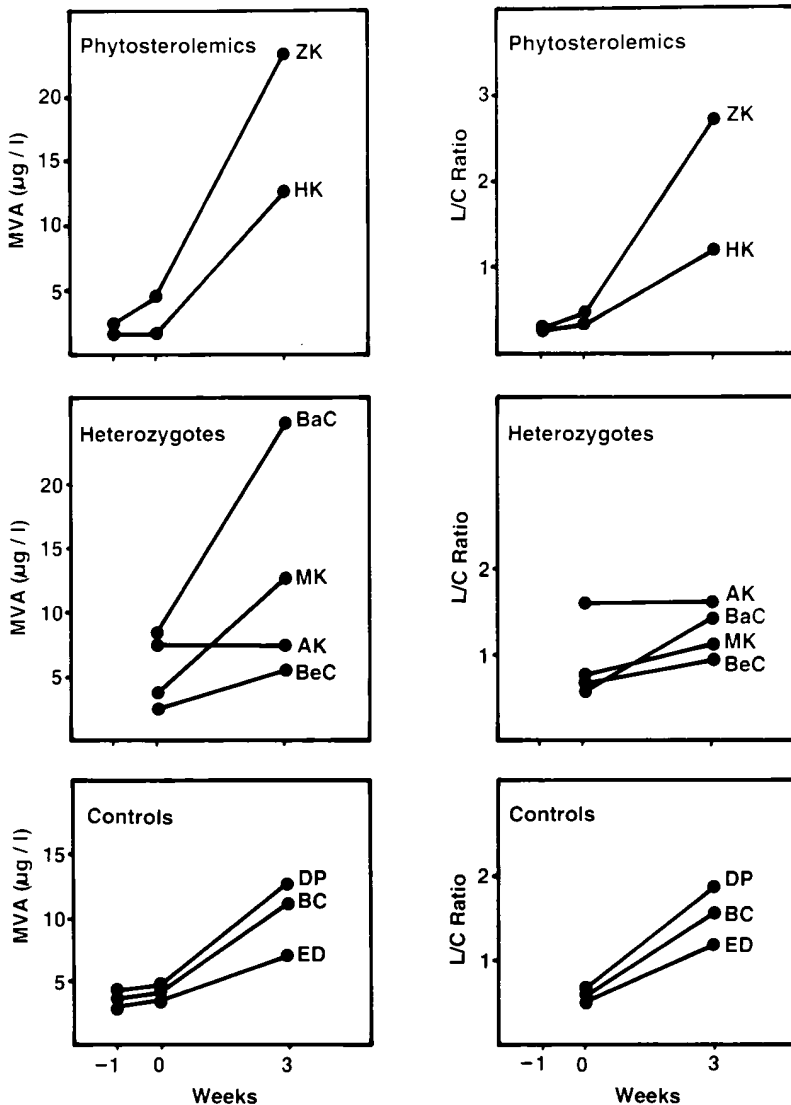 Phytosterolemics
MVA (µg / l)
20
15
10
5
ZK
HK
Phytosterolemics
L/C Ratio
3
2
1
ZK
HK
Heterozygotes
MVA (µg / l)
20
15
10
5
BaC
MK
AK
BeC
Heterozygotes
L/C Ratio
2
1
AK
BaC
MK
BeC
Controls
MVA (µg / l)
15
10
5
DP
BC
ED
-1 0 3
Weeks
Controls
L/C Ratio
2
1
DP
BC
ED
-1 0 3
Weeks